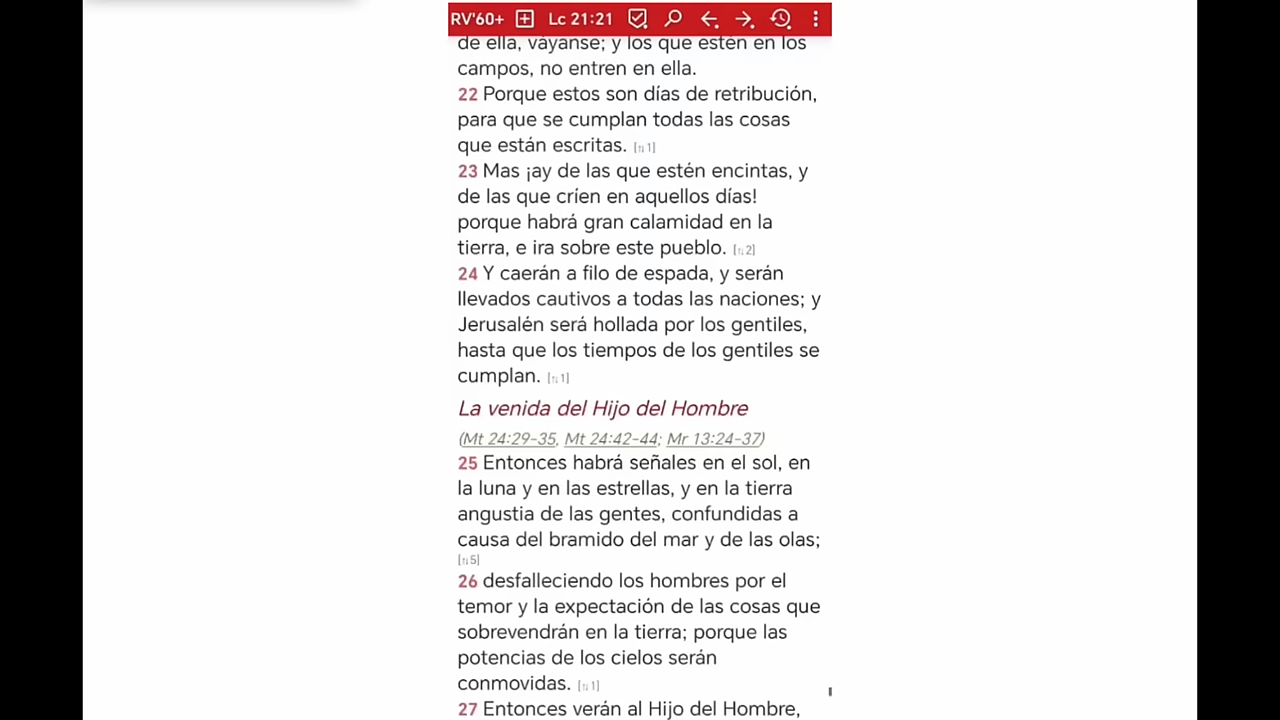 RV'60+ Lc 21:21
de ella, váyanse; y los que estén en los
campos, no entren en ella.
22 Porque estos son días de retribución,
para que se cumplan todas las cosas
que están escritas. [↑↓1]
23 Mas ¡ay de las que estén encintas, y
de las que críen en aquellos días!
porque habrá gran calamidad en la
tierra, e ira sobre este pueblo. [↑↓2]
24 Y caerán a filo de espada, y serán
llevados cautivos a todas las naciones; y
Jerusalén será hollada por los gentiles,
hasta que los tiempos de los gentiles se
cumplan. [↑↓1]
La venida del Hijo del Hombre
(Mt 24:29-35, Mt 24:42-44; Mr 13:24-37)
25 Entonces habrá señales en el sol, en
la luna y en las estrellas, y en la tierra
angustia de las gentes, confundidas a
causa del bramido del mar y de las olas;
[↑↓5]
26 desfalleciendo los hombres por el
temor y la expectación de las cosas que
sobrevendrán en la tierra; porque las
potencias de los cielos serán
conmovidas. [↑↓1]
27 Entonces verán al Hijo del Hombre,